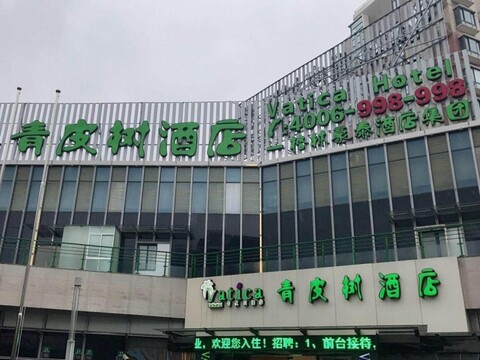 青皮树酒店
Vatica Hotel
4006-998-998
格林豪泰酒店集团
Vatica 青皮树酒店
业，欢迎您入住！招聘：1、前台接待，